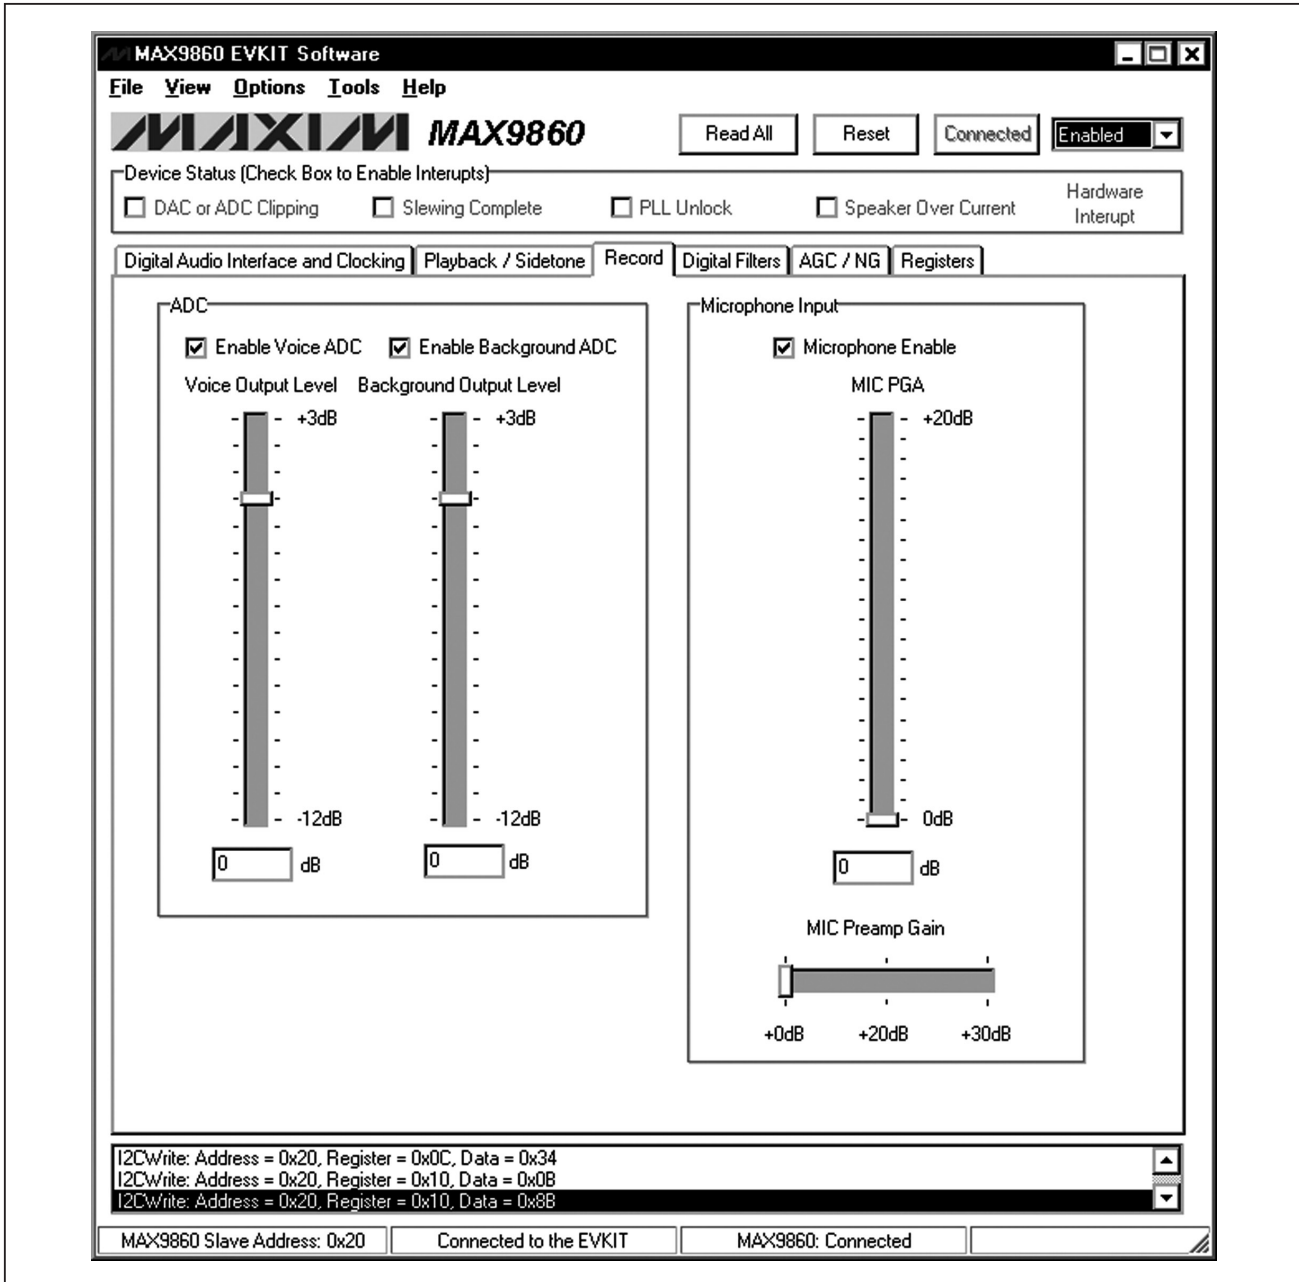 MAX9860 EVKIT Software
File View Options Tools Help
MAXIM MAX9860 Read All Reset Connected Enabled
Device Status (Check Box to Enable Interupts)
DAC or ADC Clipping Slewing Complete PLL Unlock Speaker Over Current Hardware Interupt
Digital Audio Interface and Clocking Playback / Sidetone Record Digital Filters AGC / NG Registers
ADC
Enable Voice ADC Enable Background ADC
Voice Output Level Background Output Level
+3dB +3dB
-12dB -12dB
0 dB 0 dB
Microphone Input
Microphone Enable
MIC PGA
+20dB
0dB
0 dB
MIC Preamp Gain
+0dB +20dB +30dB
I2CWrite: Address = 0x20, Register = 0x0C, Data = 0x34
I2CWrite: Address = 0x20, Register = 0x10, Data = 0x0B
I2CWrite: Address = 0x20, Register = 0x10, Data = 0x8B
MAX9860 Slave Address: 0x20 Connected to the EVKIT MAX9860: Connected